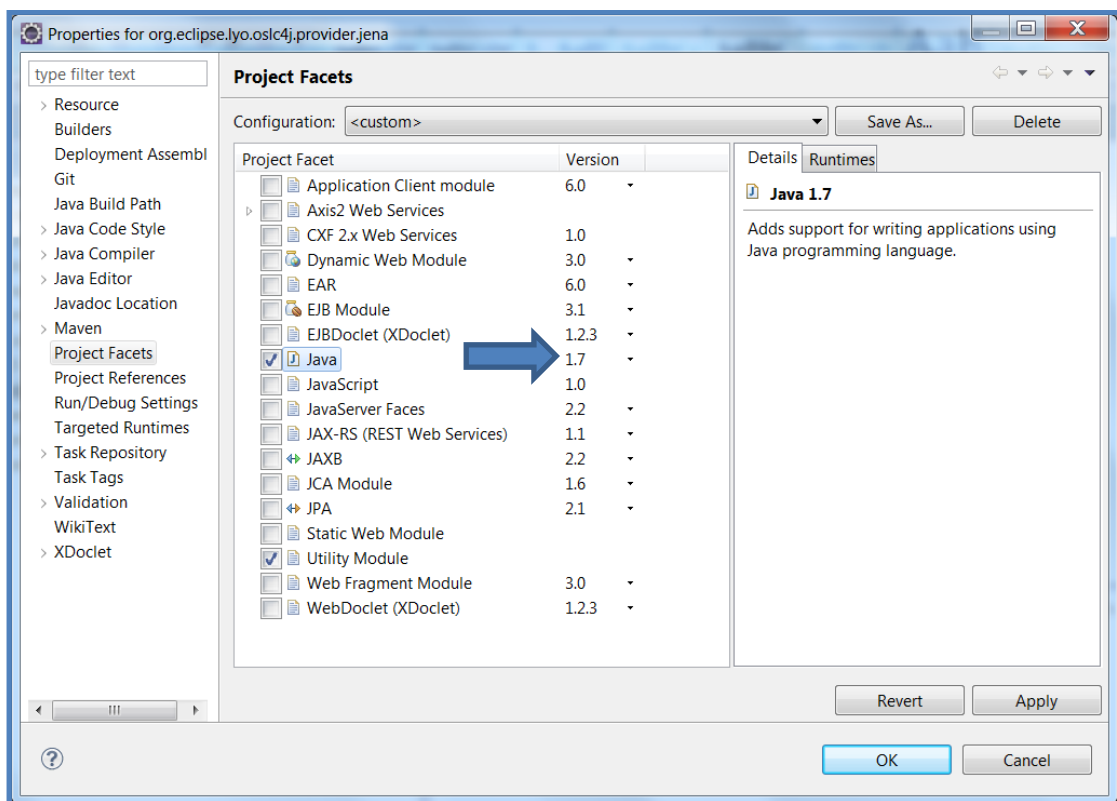 Properties for org.eclipse.lyo.oslc4j.provider.jena
type filter text
Resource
Builders
Deployment Assembl
Git
Java Build Path
Java Code Style
Java Compiler
Java Editor
Javadoc Location
Maven
Project Facets
Project References
Run/Debug Settings
Targeted Runtimes
Task Repository
Task Tags
Validation
WikiText
XDoclet
Project Facets
Configuration: <custom> Save As... Delete
Project Facet Version
Application Client module 6.0
Axis2 Web Services
CXF 2.x Web Services 1.0
Dynamic Web Module 3.0
EAR 6.0
EJB Module 3.1
EJBDoclet (XDoclet) 1.2.3
Java 1.7
JavaScript 1.0
JavaServer Faces 2.2
JAX-RS (REST Web Services) 1.1
JAXB 2.2
JCA Module 1.6
JPA 2.1
Static Web Module
Utility Module
Web Fragment Module 3.0
WebDoclet (XDoclet) 1.2.3
Details Runtimes
Java 1.7
Adds support for writing applications using
Java programming language.
Revert Apply
OK Cancel